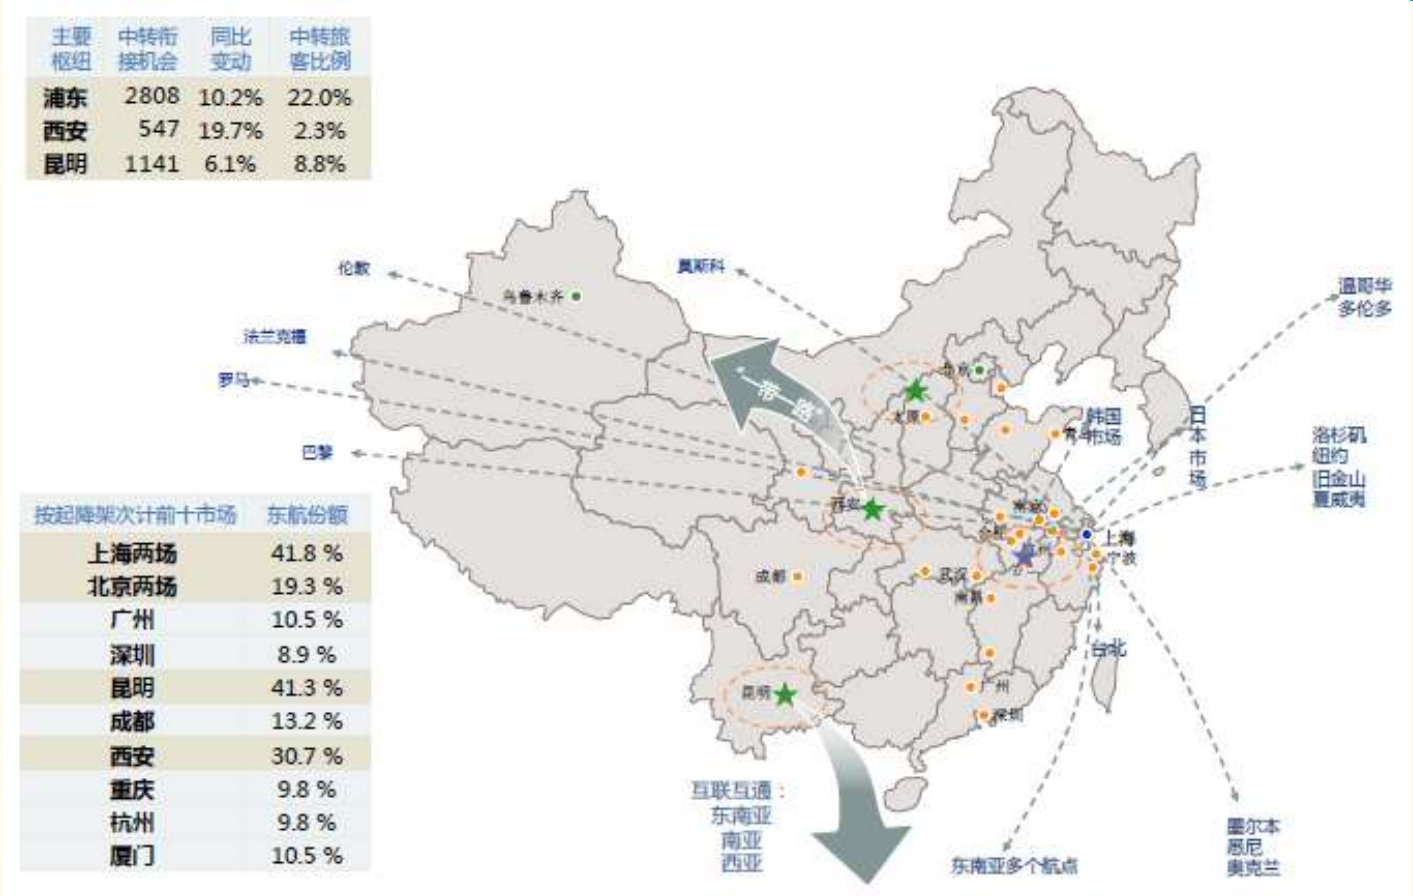 主要 中转衔 同比 中转旅
枢纽 接机会 变动 客比例
浦东 2808 10.2% 22.0%
西安 547 19.7% 2.3%
昆明 1141 6.1% 8.8%
伦敦
莫斯科
乌鲁木齐
温哥华
多伦多
法兰克福
罗马
"一带一路"
北京
太原
青岛
韩国
市场
日本市场
洛杉矶
纽约
旧金山
夏威夷
巴黎
西安
南京
合肥
杭州
上海
宁波
成都
武汉
南昌
台北
昆明
广州
深圳
按起降架次计前十市场 东航份额
上海两场 41.8 %
北京两场 19.3 %
广州 10.5 %
深圳 8.9 %
昆明 41.3 %
成都 13.2 %
西安 30.7 %
重庆 9.8 %
杭州 9.8 %
厦门 10.5 %
互联互通：
东南亚
南亚
西亚
东南亚多个航点
墨尔本
悉尼
奥克兰